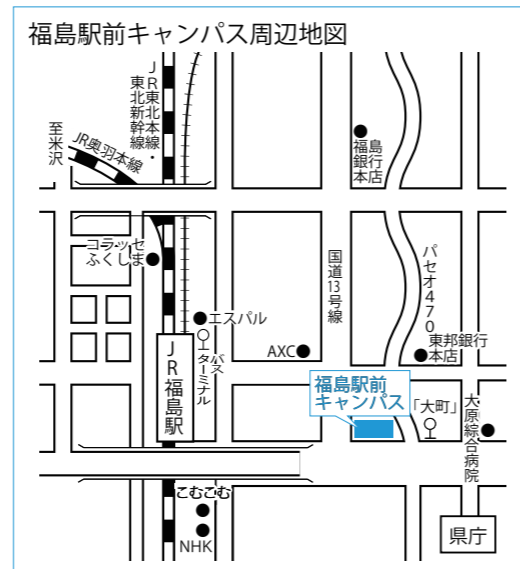 福島駅前キャンパス周辺地図
JR東北本線・
東北新幹線
至米沢
JR奥羽本線
福島
銀行
本店
コラッセ
ふくしま
国道13号線
パセオ470
エスパル
バス
ターミナル
AXC
東邦銀行
本店
JR福島駅
福島駅前
キャンパス
「大町」
大原綜合病院
こむこむ
NHK
県庁